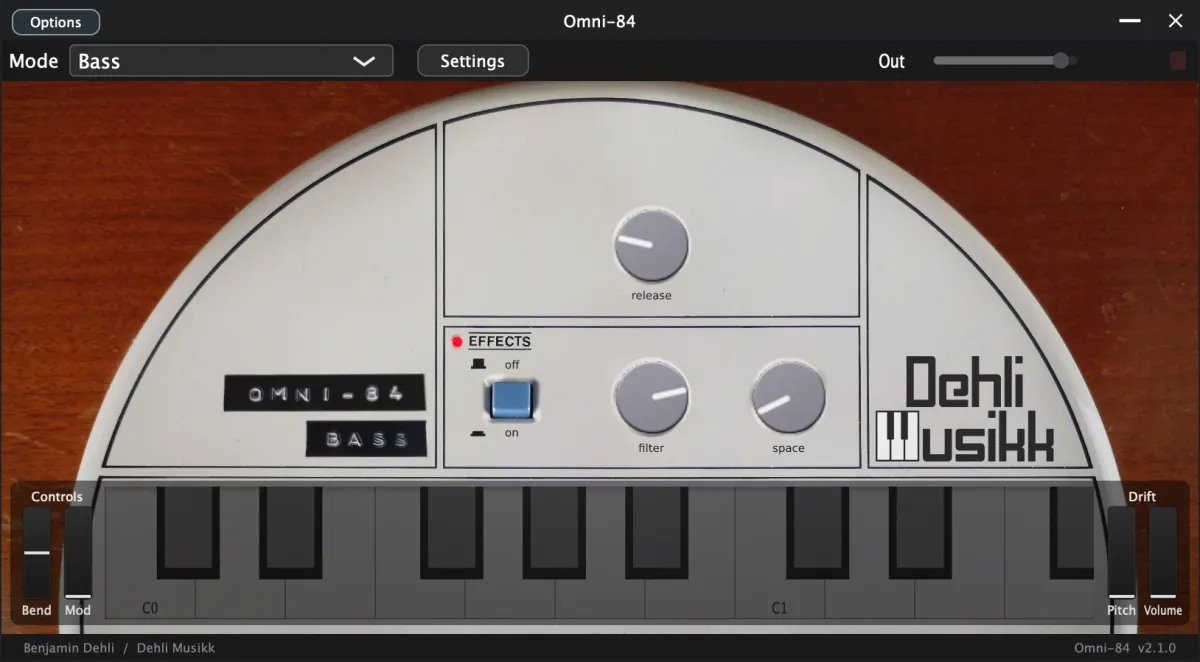 Options
Omni-84
Mode
Bass
Settings
Out
release
EFFECTS
off
on
filter
space
OMNI-84
BASS
Dehli
Musikk
Controls
Bend
Mod
C0
C1
Drift
Pitch
Volume
Benjamin Dehli / Dehli Musikk
Omni-84 v2.1.0